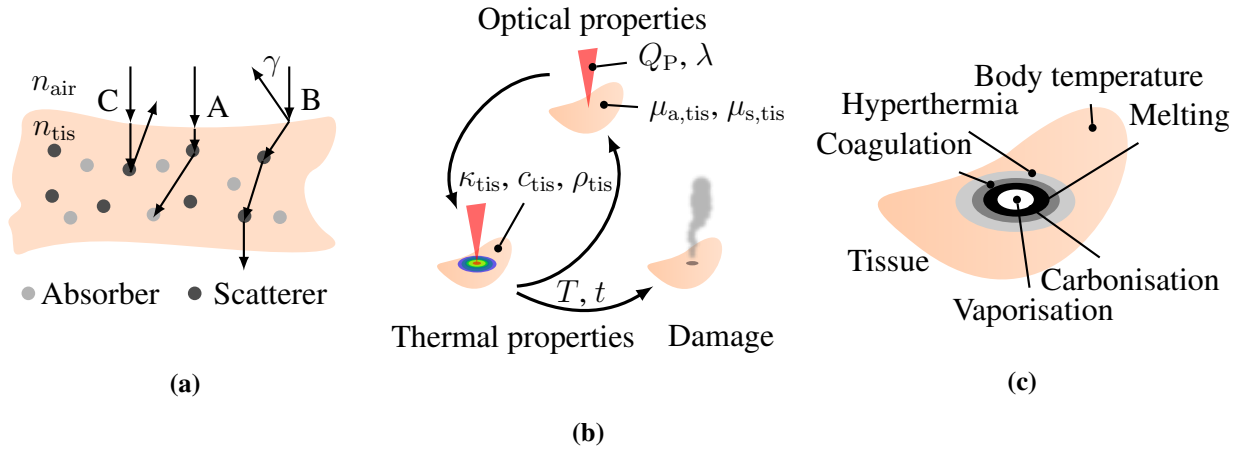 n_air
n_tis
C
A
γ
B
Absorber
Scatterer
(a)
Optical properties
Q_P, λ
μ_a,tis, μ_s,tis
κ_tis, c_tis, ρ_tis
T, t
Thermal properties
Damage
(b)
Body temperature
Hyperthermia
Melting
Coagulation
Tissue
Carbonisation
Vaporisation
(c)